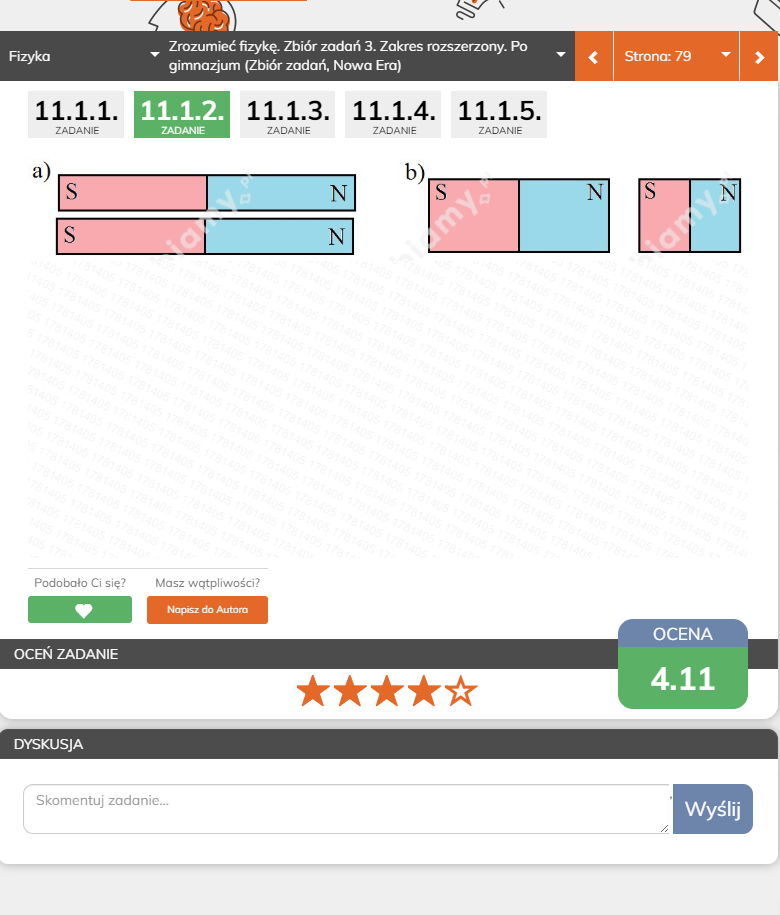 Fizyka
Zrozumieć fizykę. Zbiór zadań 3. Zakres rozszerzony. Po
gimnazjum (Zbiór zadań, Nowa Era)
Strona: 79
11.1.1. 11.1.2. 11.1.3. 11.1.4. 11.1.5.
ZADANIE ZADANIE ZADANIE ZADANIE ZADANIE
a) b)
S N S N S N
S N
Podobało Ci się? Masz wątpliwości?
Napisz do Autora
OCENA
OCEŃ ZADANIE
4.11
DYSKUSJA
Skomentuj zadanie...
Wyślij